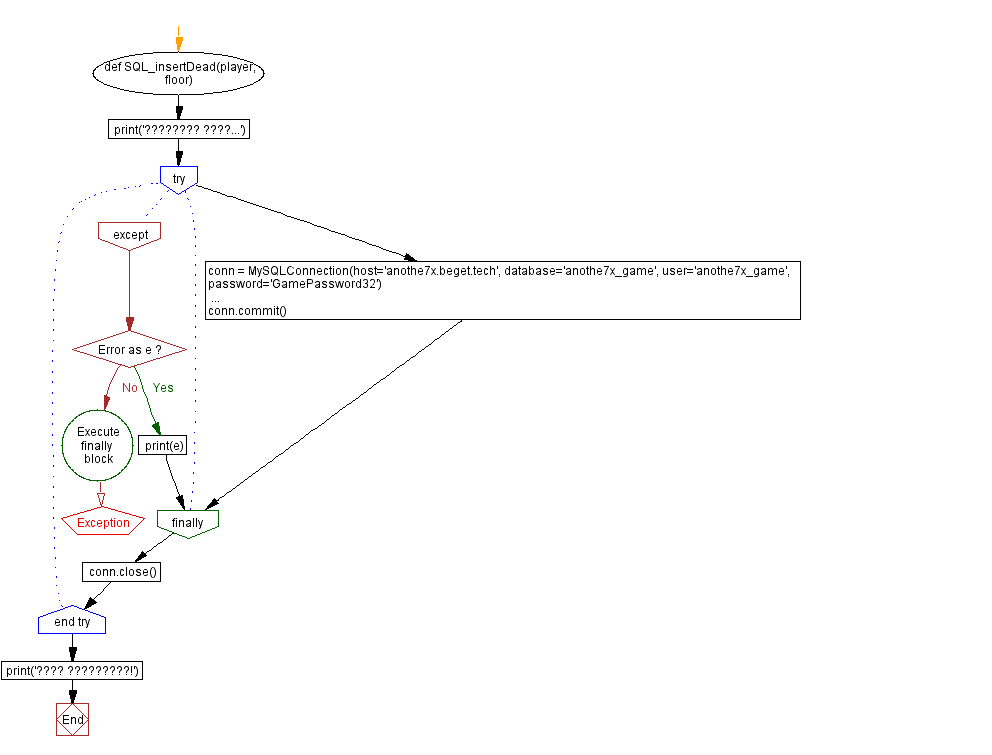 def SQL_insertDead(player,
floor)
print('???????? ????...')
try
except
conn = MySQLConnection(host='anothe7x.beget.tech', database='anothe7x_game', user='anothe7x_game',
password='GamePassword32')
...
conn.commit()
Error as e ?
No
Yes
Execute
finally
block
print(e)
Exception
finally
conn.close()
end try
print('???? ?????????!')
End